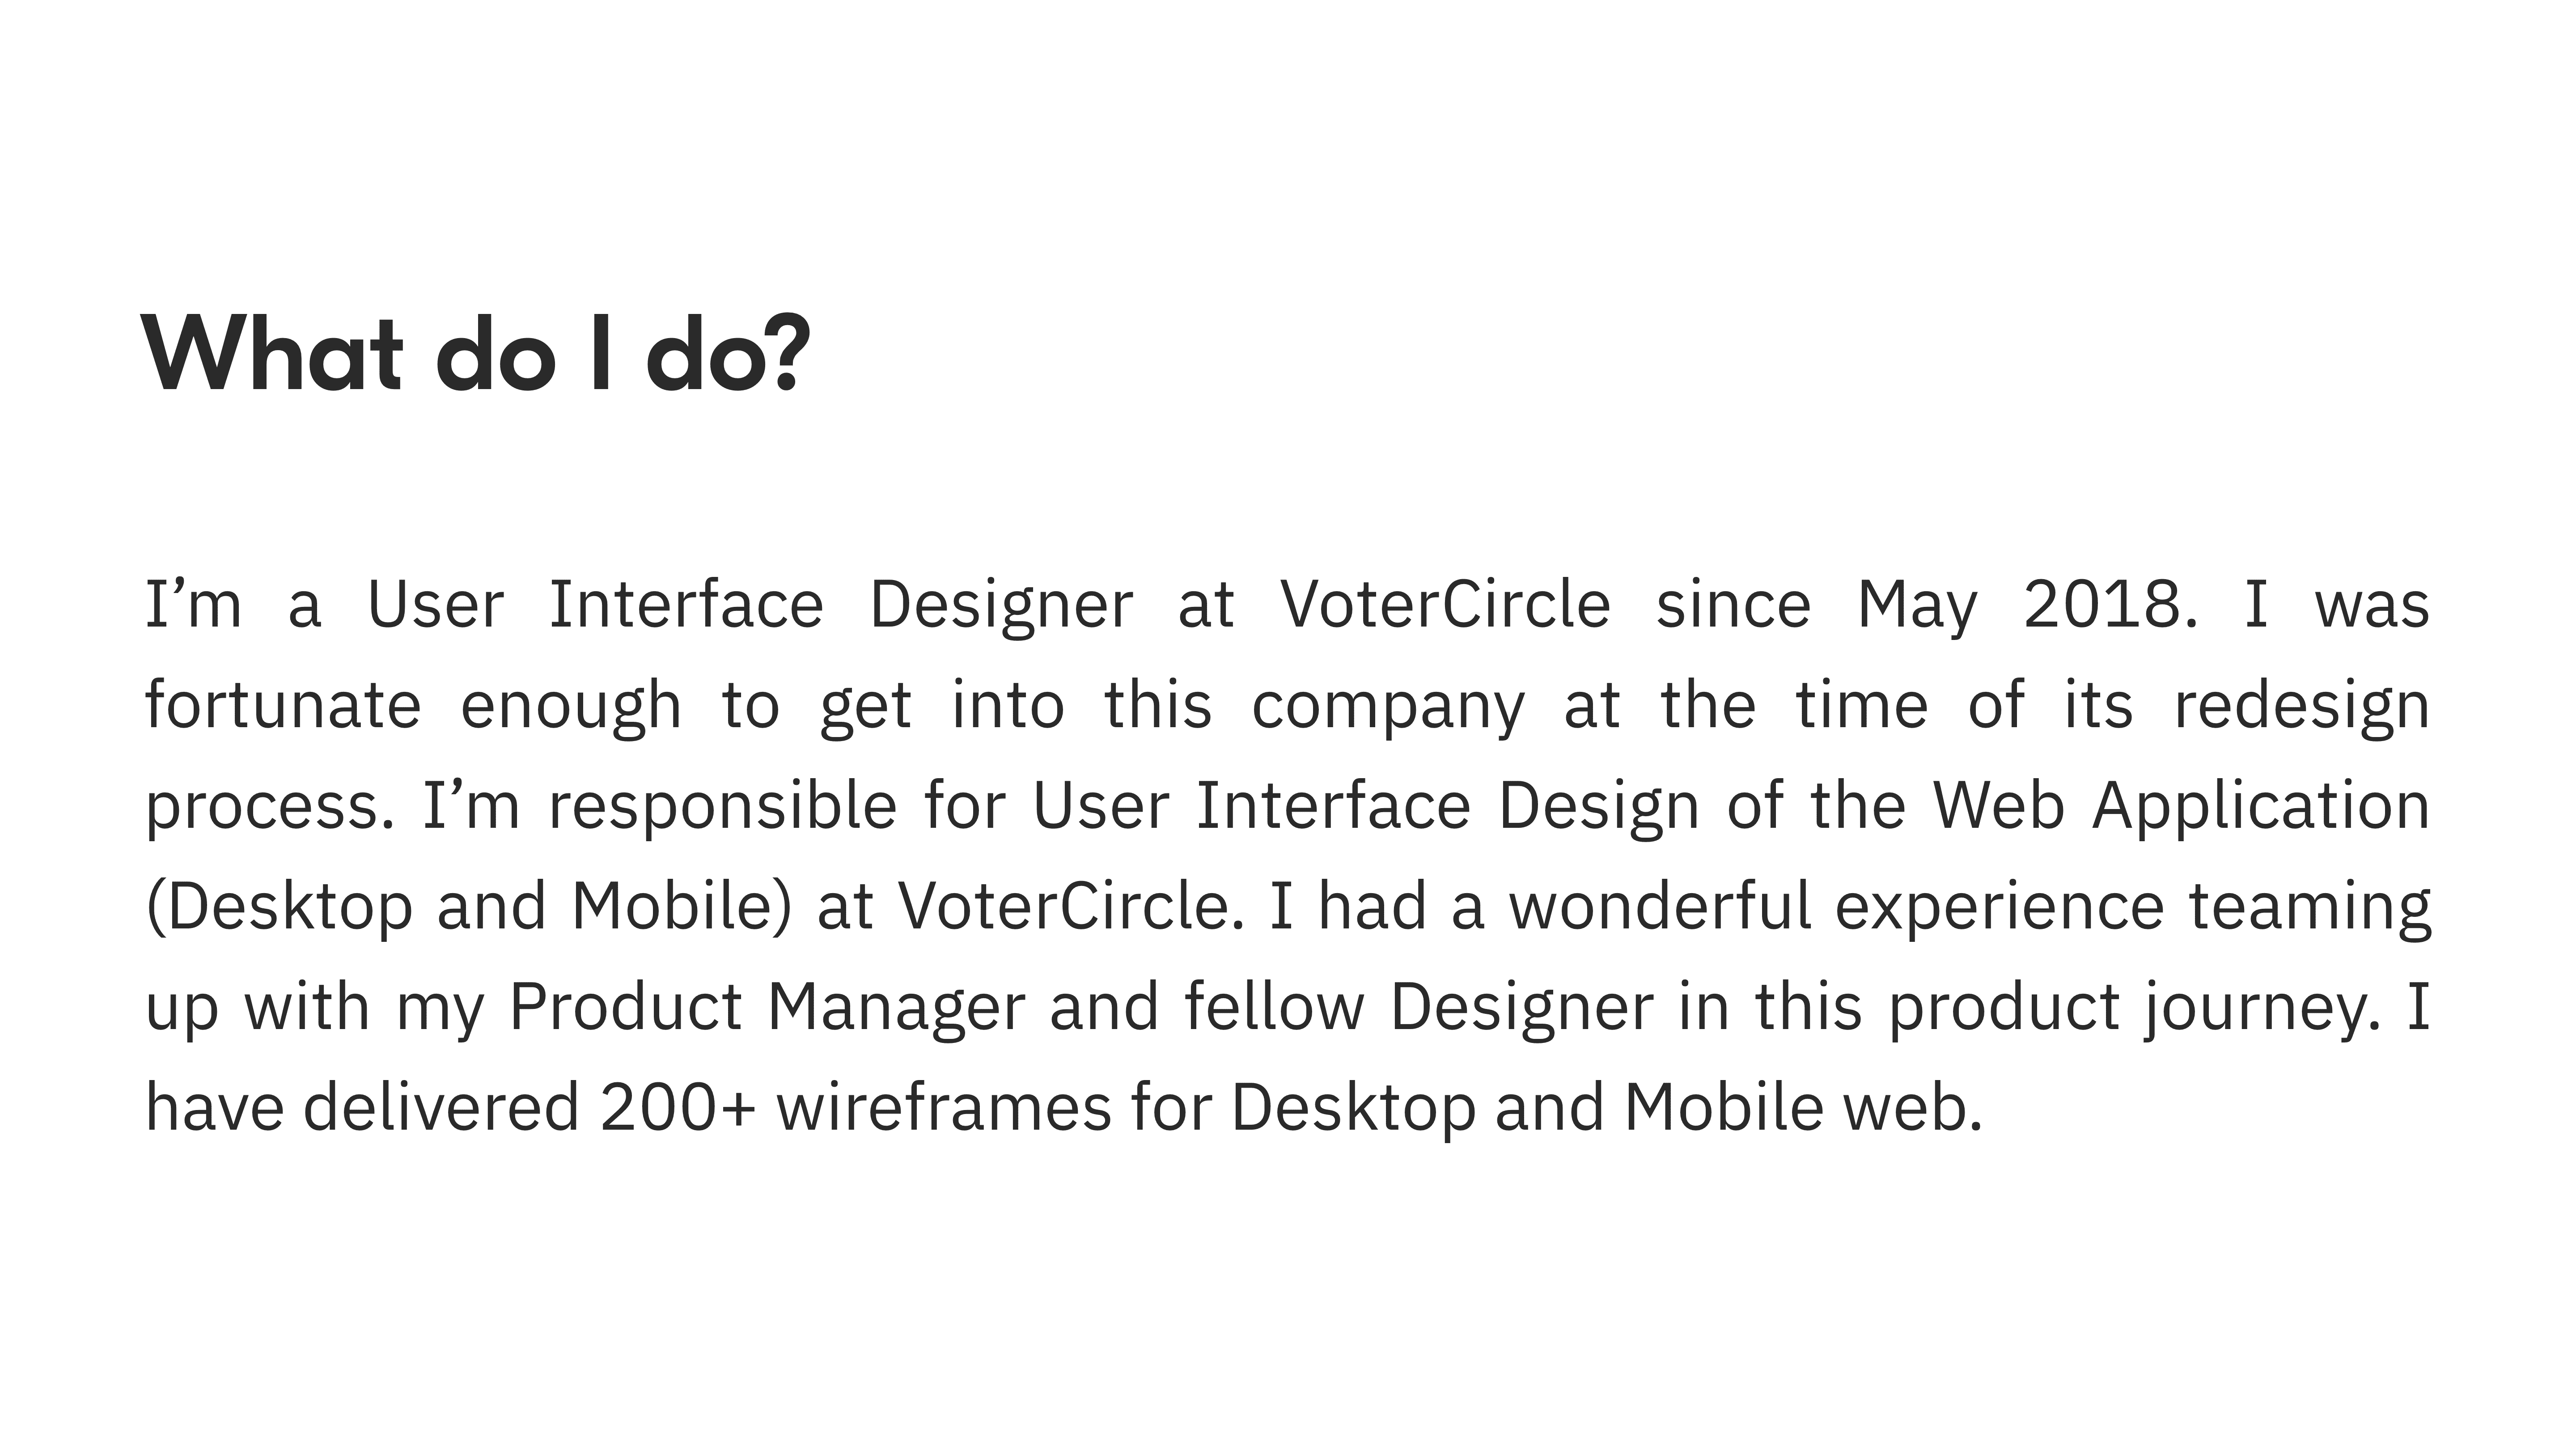 What do I do?
I’m a User Interface Designer at VoterCircle since May 2018. I was
fortunate enough to get into this company at the time of its redesign
process. I’m responsible for User Interface Design of the Web Application
(Desktop and Mobile) at VoterCircle. I had a wonderful experience teaming
up with my Product Manager and fellow Designer in this product journey. I
have delivered 200+ wireframes for Desktop and Mobile web.